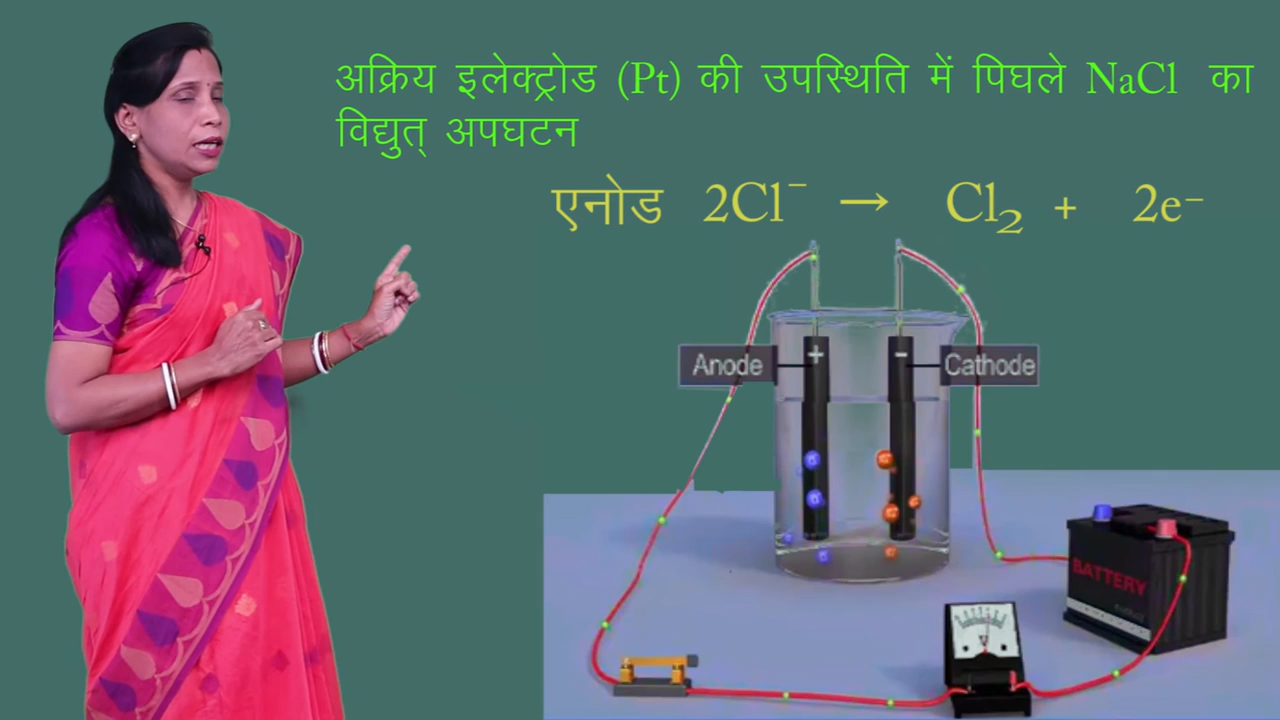 अक्रिय इलेक्ट्रोड (Pt) की उपस्थिति में पिघले NaCl का
विद्युत् अपघटन
एनोड 2Cl⁻ → Cl₂ + 2e⁻
+ −
Anode Cathode
BATTERY